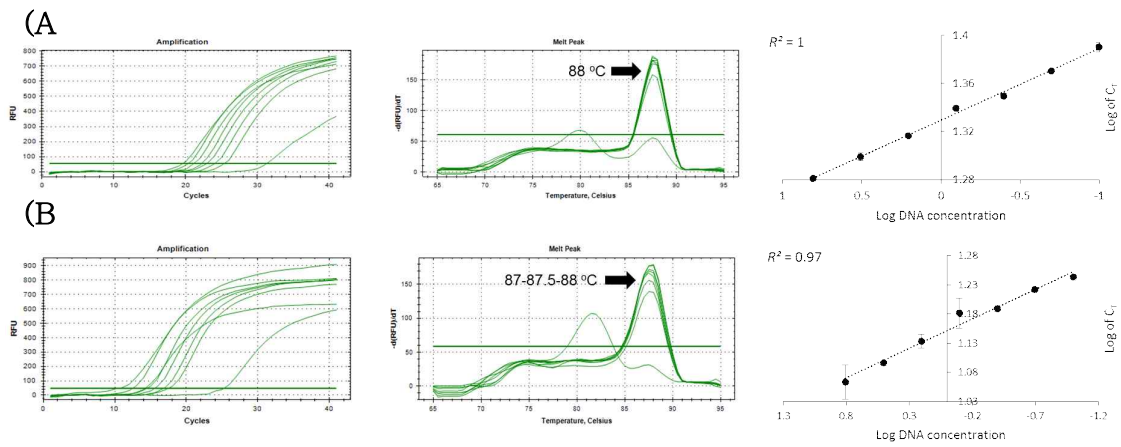 (A
Amplification
RFU
800
700
600
500
400
300
200
100
0
0 10 20 30 40
Cycles
Melt Peak
-d(RFU)/dT
150
100
50
0
65 70 75 80 85 90 95
Temperature, Celsius
88 ºC
R² = 1
1.4
1.36
1.32
1.28
1 0.5 0 -0.5 -1
Log DNA concentration
Log of CT
(B
Amplification
RFU
900
800
700
600
500
400
300
200
100
0
0 10 20 30 40
Cycles
Melt Peak
-d(RFU)/dT
150
100
50
0
65 70 75 80 85 90 95
Temperature, Celsius
87-87.5-88 ºC
R² = 0.97
1.28
1.23
1.18
1.13
1.08
1.03
1.3 0.8 0.3 -0.2 -0.7 -1.2
Log DNA concentration
Log of CT